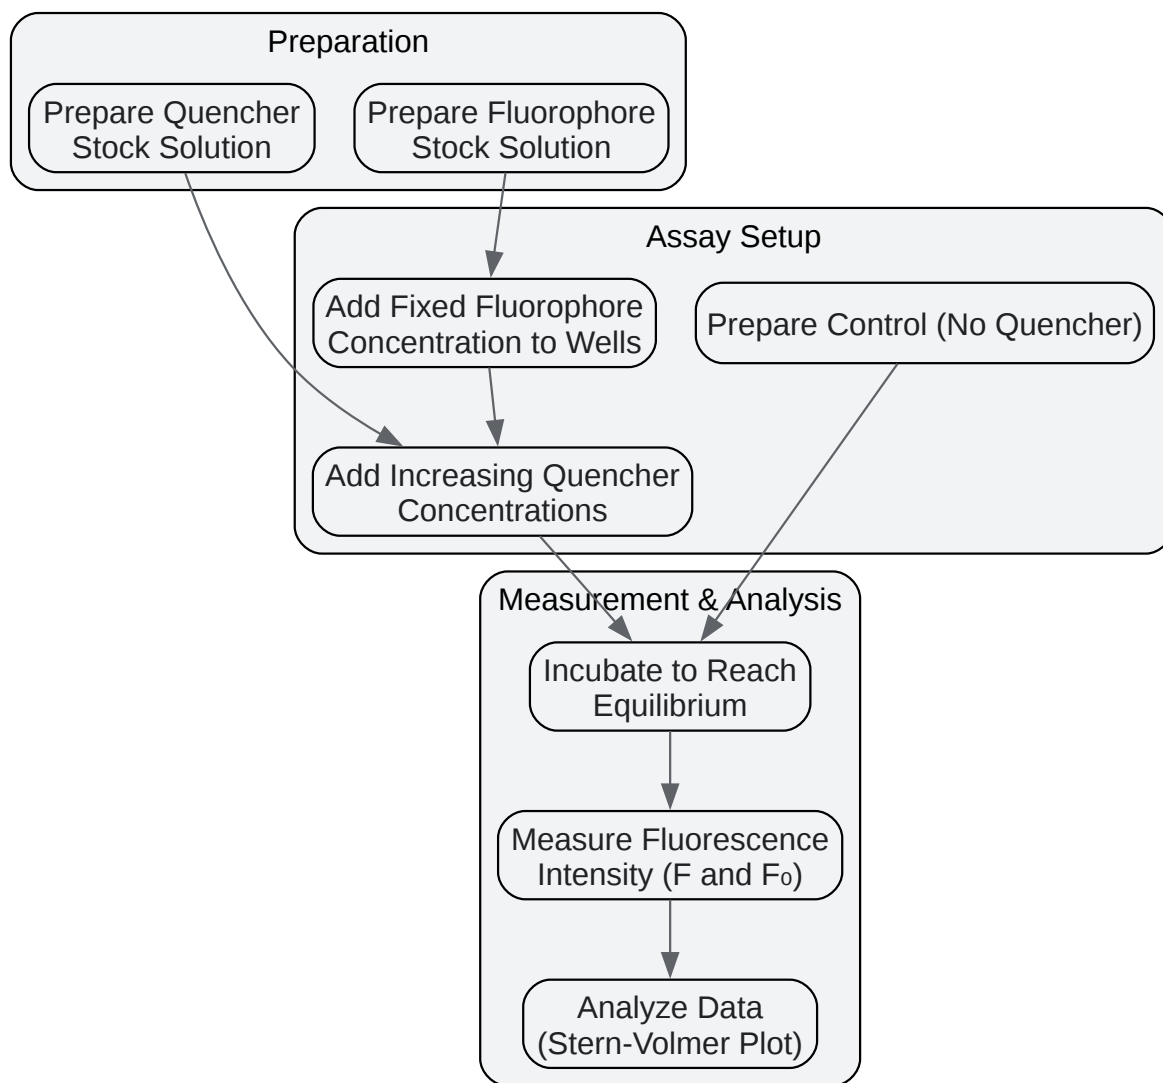 Preparation
Prepare Quencher
Stock Solution
Prepare Fluorophore
Stock Solution
Assay Setup
Add Fixed Fluorophore
Concentration to Wells
Prepare Control (No Quencher)
Add Increasing Quencher
Concentrations
Measurement & Analysis
Incubate to Reach
Equilibrium
Measure Fluorescence
Intensity (F and F₀)
Analyze Data
(Stern-Volmer Plot)